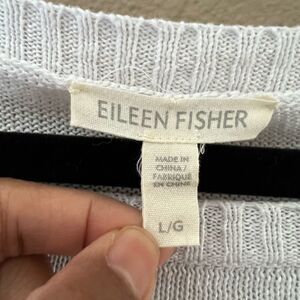 EILEEN FISHER
MADE IN
CHINA/
FABRIQUÉ
EN CHINE
L/G